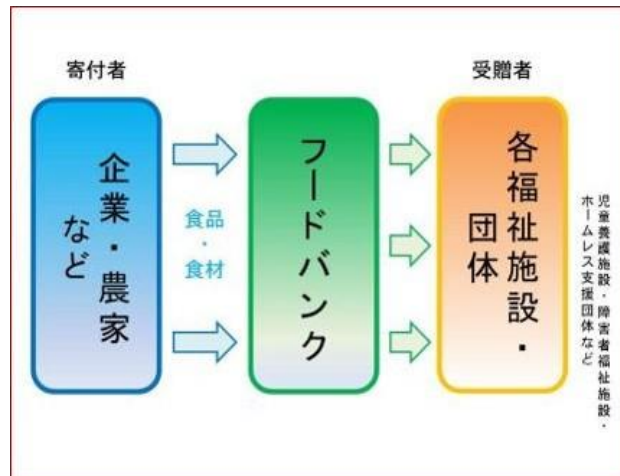 寄付者
企業・農家
など
食品
・
食材
フードバンク
受贈者
各福祉施設・
団体
児童養護施設・障害者福祉施設・
ホームレス支援団体など